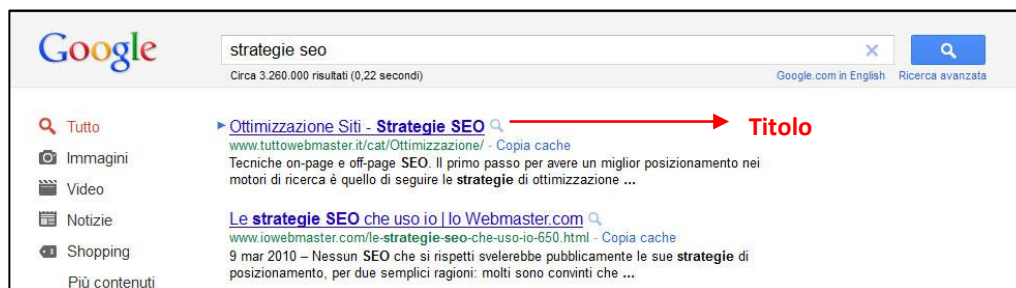 Google
strategie seo
Circa 3.260.000 risultati (0,22 secondi)
Google.com in English Ricerca avanzata
Tutto
Immagini
Video
Notizie
Shopping
Più contenuti
Ottimizzazione Siti - Strategie SEO
Titolo
www.tuttowebmaster.it/cat/Ottimizzazione/ - Copia cache
Tecniche on-page e off-page SEO. Il primo passo per avere un miglior posizionamento nei
motori di ricerca è quello di seguire le strategie di ottimizzazione ...
Le strategie SEO che uso io | Io Webmaster.com
www.iowebmaster.com/le-strategie-seo-che-uso-io-650.html - Copia cache
9 mar 2010 – Nessun SEO che si rispetti svelerebbe pubblicamente le sue strategie di
posizionamento, per due semplici ragioni: molti sono convinti che ...